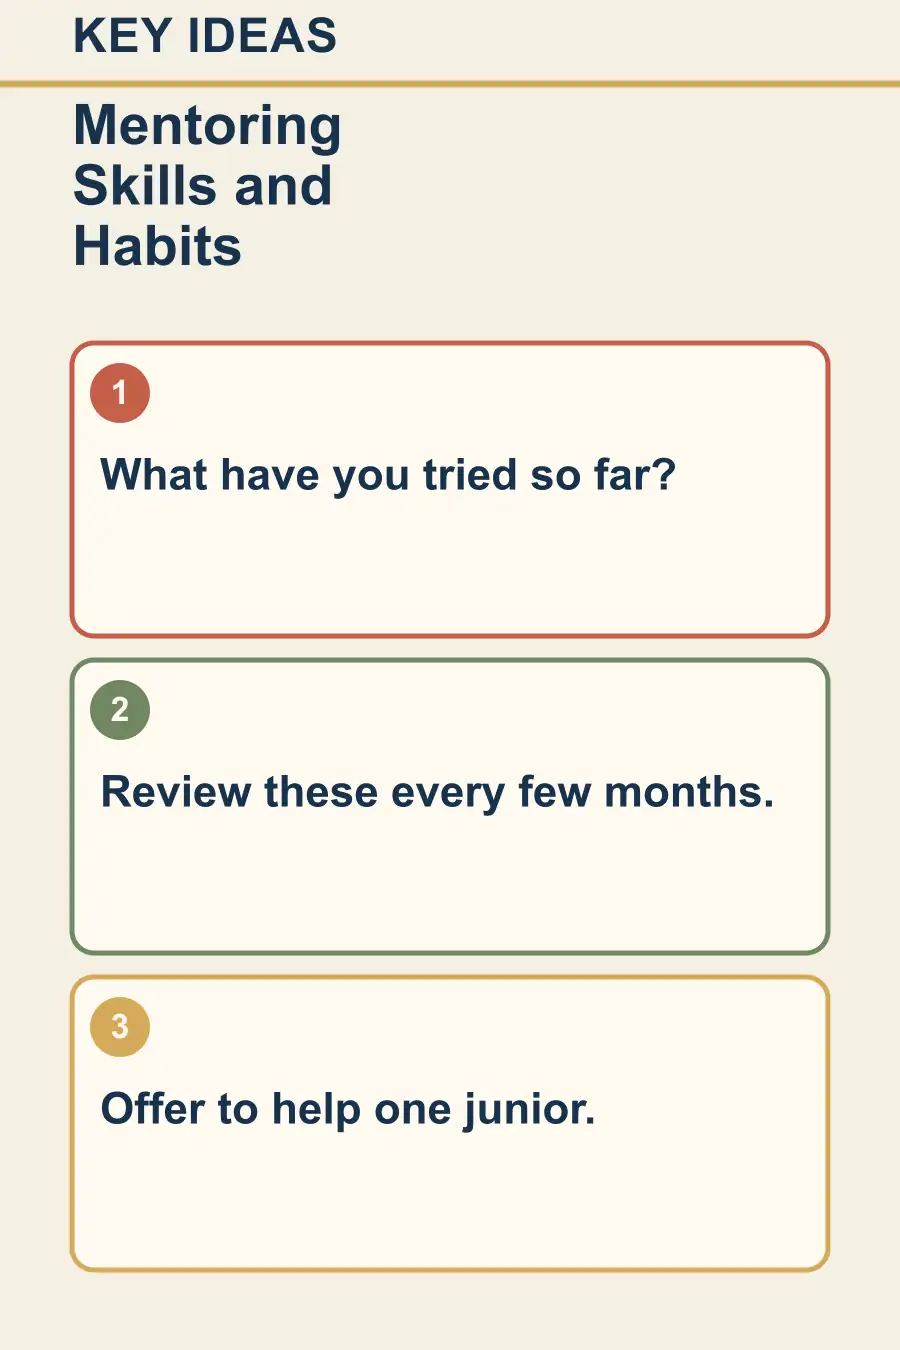 KEY IDEAS
Mentoring
Skills and
Habits
1
What have you tried so far?
2
Review these every few months.
3
Offer to help one junior.